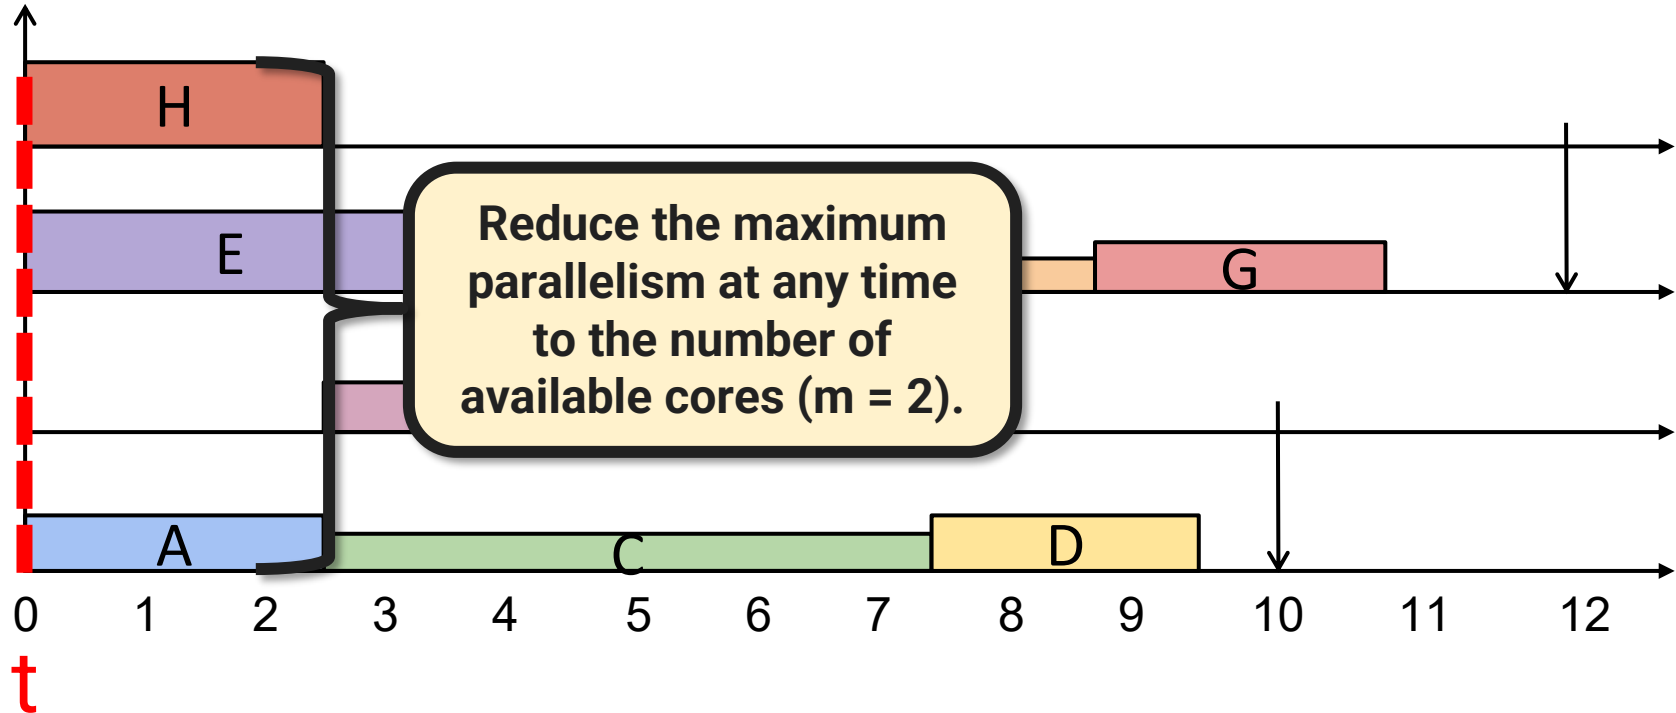 H
E
Reduce the maximum
parallelism at any time
to the number of
available cores (m = 2).
G
A
C
D
0 1 2 3 4 5 6 7 8 9 10 11 12
t